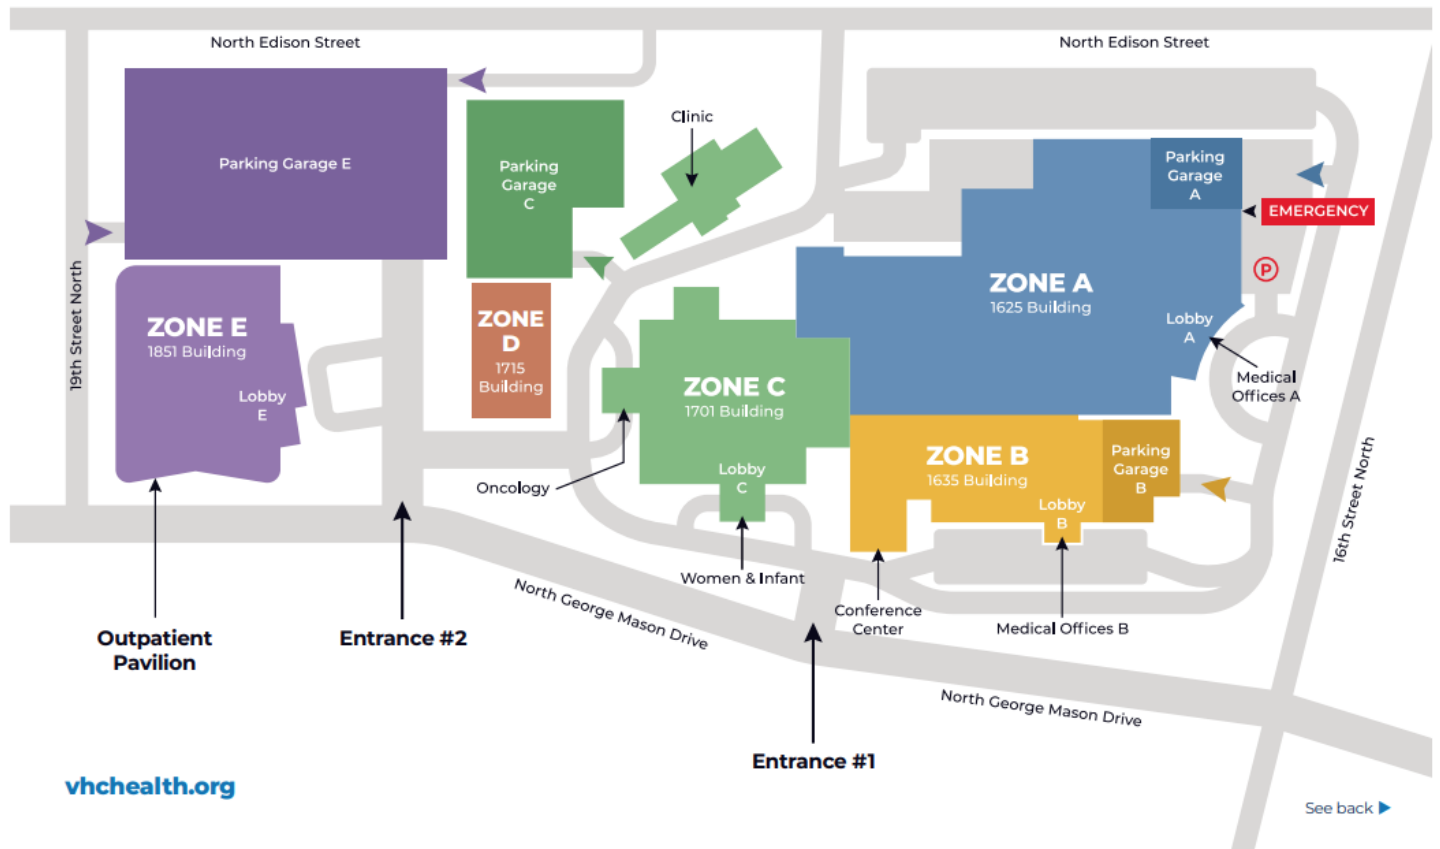 North Edison Street
North Edison Street
Clinic
Parking Garage E
Parking
Garage
C
Parking
Garage
A
EMERGENCY
P
19th Street North
ZONE E
1851 Building
Lobby
E
ZONE
D
1715
Building
ZONE A
1625 Building
Lobby
A
Medical
Offices A
ZONE C
1701 Building
Lobby
C
Oncology
ZONE B
1635 Building
Lobby
B
Parking
Garage
B
16th Street North
Women & Infant
Conference
Center
Medical Offices B
Outpatient
Pavilion
Entrance #2
North George Mason Drive
North George Mason Drive
Entrance #1
vhchealth.org
See back